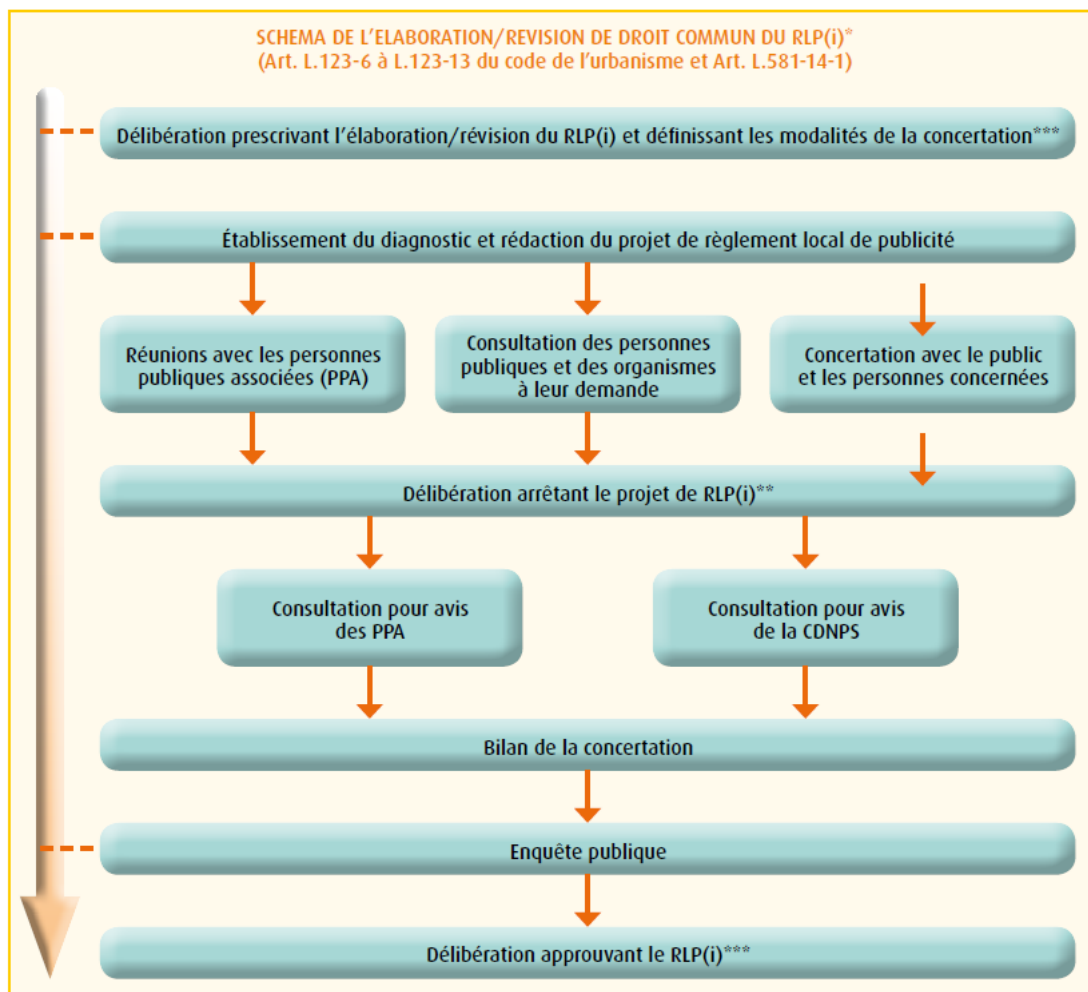 SCHEMA DE L'ELABORATION/REVISION DE DROIT COMMUN DU RLP(i)*
(Art. L.123-6 à L.123-13 du code de l'urbanisme et Art. L.581-14-1)
Délibération prescrivant l'élaboration/révision du RLP(i) et définissant les modalités de la concertation***
Établissement du diagnostic et rédaction du projet de règlement local de publicité
Réunions avec les personnes
publiques associées (PPA)
Consultation des personnes
publiques et des organismes
à leur demande
Concertation avec le public
et les personnes concernées
Délibération arrêtant le projet de RLP(i)**
Consultation pour avis
des PPA
Consultation pour avis
de la CDNPS
Bilan de la concertation
Enquête publique
Délibération approuvant le RLP(i)***